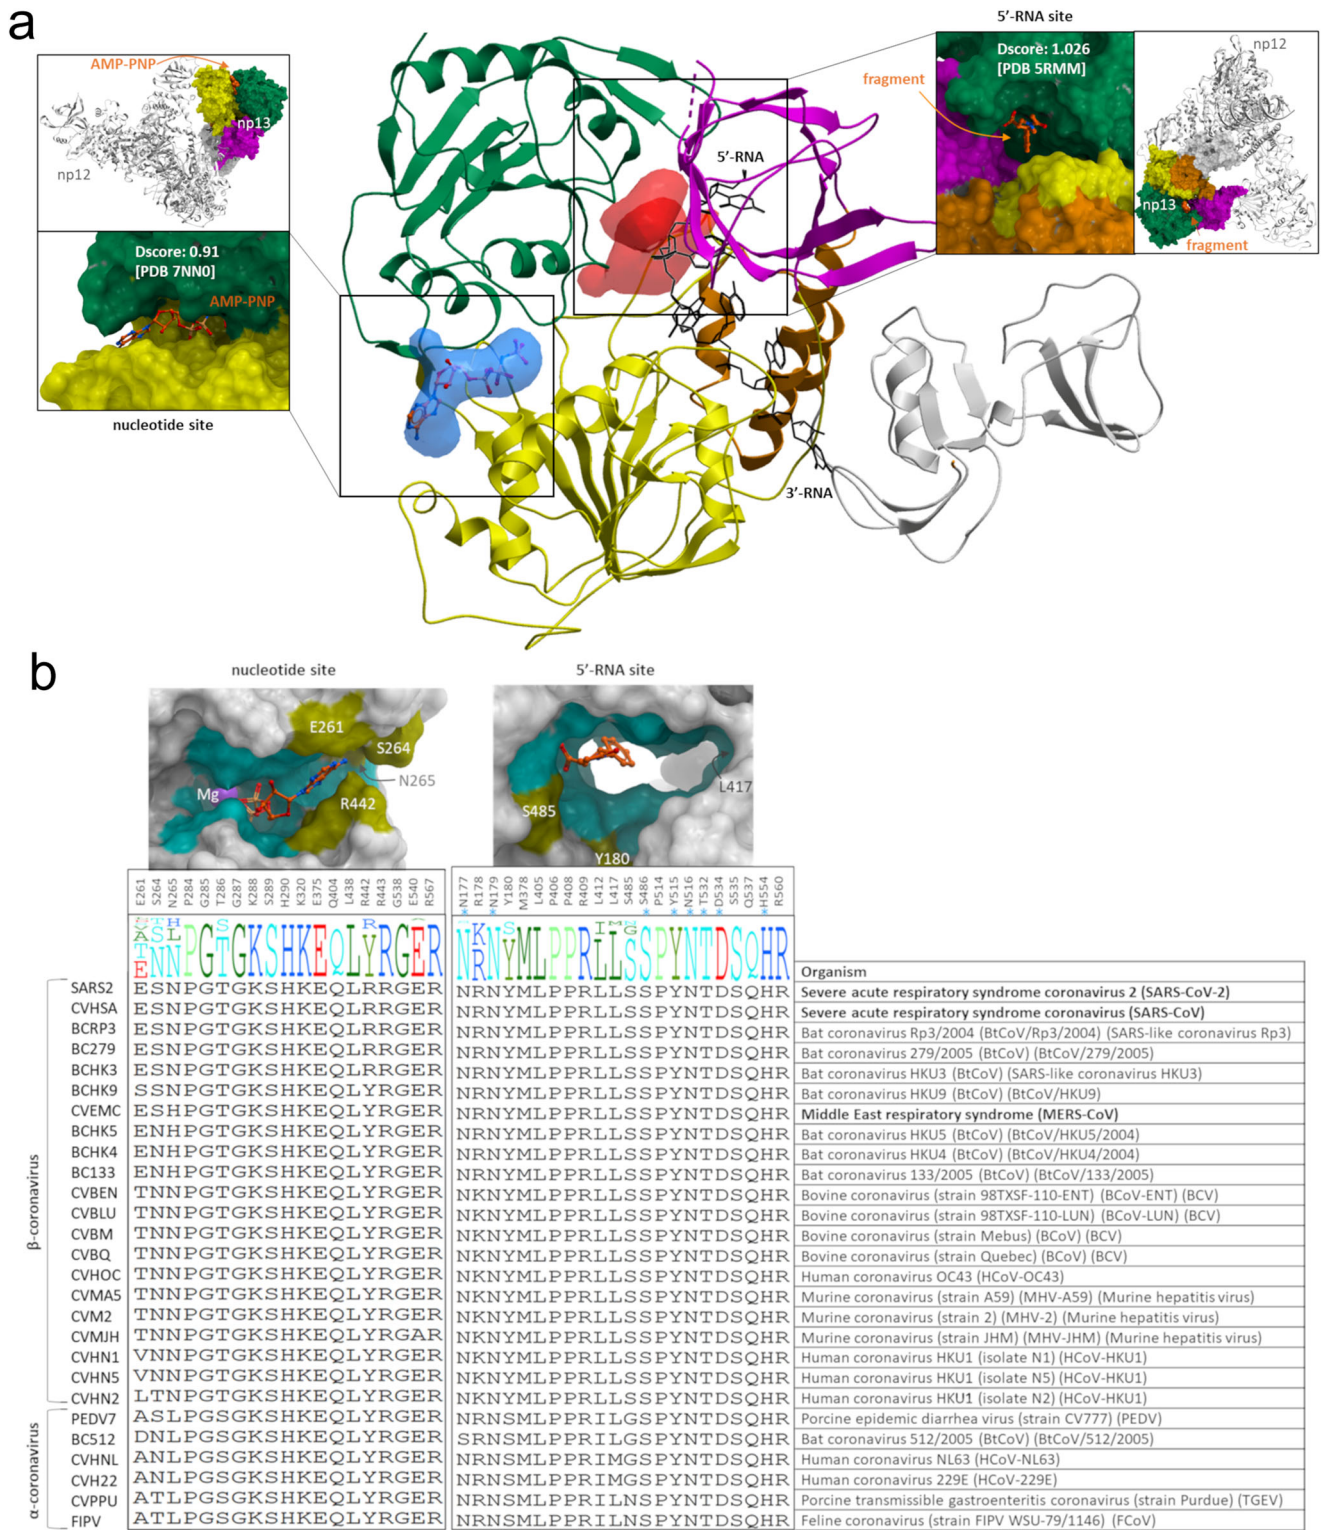 a
AMP-PNP
np13
np12
Dscore: 0.91
[PDB 7NN0]
AMP-PNP
nucleotide site
5'-RNA
3'-RNA
5'-RNA site
Dscore: 1.026
[PDB 5RMM]
fragment
np12
np13
fragment
b
nucleotide site
E261
S264
N265
Mg
R442
5'-RNA site
L417
S485
Y180
E261 S264 N265 P284 G285 T286 G287 K288 S289 H290 K320 E375 Q404 L438 R442 R443 G538 E540 R567
*N177 R178 *N179 Y180 M378 L405 P406 P408 R409 L412 L417 S485 *S486 P514 *Y515 *N516 *T532 *D534 S535 Q537 *H554 R560
Organism
β-coronavirus
SARS2 ESNPGTGKSHKEQLRRGER NRNYMLPPRLLSSPYNTDSQHR Severe acute respiratory syndrome coronavirus 2 (SARS-CoV-2)
CVHSA ESNPGTGKSHKEQLRRGER NRNYMLPPRLLSSPYNTDSQHR Severe acute respiratory syndrome coronavirus (SARS-CoV)
BCRP3 ESNPGTGKSHKEQLRRGER NRNYMLPPRLLSSPYNTDSQHR Bat coronavirus Rp3/2004 (BtCoV/Rp3/2004) (SARS-like coronavirus Rp3)
BC279 ESNPGTGKSHKEQLRRGER NRNYMLPPRLLSSPYNTDSQHR Bat coronavirus 279/2005 (BtCoV) (BtCoV/279/2005)
BCHK3 ESNPGTGKSHKEQLRRGER NRNYMLPPRLLSSPYNTDSQHR Bat coronavirus HKU3 (BtCoV) (SARS-like coronavirus HKU3)
BCHK9 SSNPGTGKSHKEQLYRGER NRNYMLPPRLLSSPYNTDSQHR Bat coronavirus HKU9 (BtCoV) (BtCoV/HKU9)
CVEMC ESHPGTGKSHKEQLYRGER NRNYMLPPRLLSSPYNTDSQHR Middle East respiratory syndrome (MERS-CoV)
BCHK5 ENHPGTGKSHKEQLYRGER NRNYMLPPRLLSSPYNTDSQHR Bat coronavirus HKU5 (BtCoV) (BtCoV/HKU5/2004)
BCHK4 ENHPGTGKSHKEQLYRGER NRNYMLPPRLLSSPYNTDSQHR Bat coronavirus HKU4 (BtCoV) (BtCoV/HKU4/2004)
BC133 ENHPGTGKSHKEQLYRGER NRNYMLPPRLLSSPYNTDSQHR Bat coronavirus 133/2005 (BtCoV) (BtCoV/133/2005)
CVBEN TNNPGTGKSHKEQLYRGER NKNYMLPPRLLSSPYNTDSQHR Bovine coronavirus (strain 98TXSF-110-ENT) (BCoV-ENT) (BCV)
CVBLU TNNPGTGKSHKEQLYRGER NKNYMLPPRLLSSPYNTDSQHR Bovine coronavirus (strain 98TXSF-110-LUN) (BCoV-LUN) (BCV)
CVBM TNNPGTGKSHKEQLYRGER NKNYMLPPRLLSSPYNTDSQHR Bovine coronavirus (strain Mebus) (BCoV) (BCV)
CVBQ TNNPGTGKSHKEQLYRGER NKNYMLPPRLLSSPYNTDSQHR Bovine coronavirus (strain Quebec) (BCoV) (BCV)
CVHOC TNNPGTGKSHKEQLYRGER NKNYMLPPRLLSSPYNTDSQHR Human coronavirus OC43 (HCoV-OC43)
CVMA5 TNNPGTGKSHKEQLYRGER NKNYMLPPRLLSSPYNTDSQHR Murine coronavirus (strain A59) (MHV-A59) (Murine hepatitis virus)
CVM2 TNNPGTGKSHKEQLYRGER NKNYMLPPRLLSSPYNTDSQHR Murine coronavirus (strain 2) (MHV-2) (Murine hepatitis virus)
CVMJH TNNPGTGKSHKEQLYRGAR NKNYMLPPRLLSSPYNTDSQHR Murine coronavirus (strain JHM) (MHV-JHM) (Murine hepatitis virus)
CVHN1 VNNPGTGKSHKEQLYRGER NKNYMLPPRLLSSPYNTDSQHR Human coronavirus HKU1 (isolate N1) (HCoV-HKU1)
CVHN5 VNNPGTGKSHKEQLYRGER NKNYMLPPRLLSSPYNTDSQHR Human coronavirus HKU1 (isolate N5) (HCoV-HKU1)
CVHN2 LTNPGTGKSHKEQLYRGER NKNYMLPPRLLSSPYNTDSQHR Human coronavirus HKU1 (isolate N2) (HCoV-HKU1)
α-coronavirus
PEDV7 ASLPGSGKSHKEQLYRGER NRNSMLPPRILGSPYNTDSQHR Porcine epidemic diarrhea virus (strain CV777) (PEDV)
BC512 DNLPGSGKSHKEQLYRGER SRNSMLPPRILGSPYNTDSQHR Bat coronavirus 512/2005 (BtCoV) (BtCoV/512/2005)
CVHNL ANLPGSGKSHKEQLYRGER NRNSMLPPRIMGSPYNTDSQHR Human coronavirus NL63 (HCoV-NL63)
CVH22 ANLPGSGKSHKEQLYRGER NRNSMLPPRIMGSPYNTDSQHR Human coronavirus 229E (HCoV-229E)
CVPPU ATLPGSGKSHKEQLYRGER NRNSMLPPRILNSPYNTDSQHR Porcine transmissible gastroenteritis coronavirus (strain Purdue) (TGEV)
FIPV ATLPGSGKSHKEQLYRGER NRNSMLPPRILNSPYNTDSQHR Feline coronavirus (strain FIPV WSU-79/1146) (FCoV)